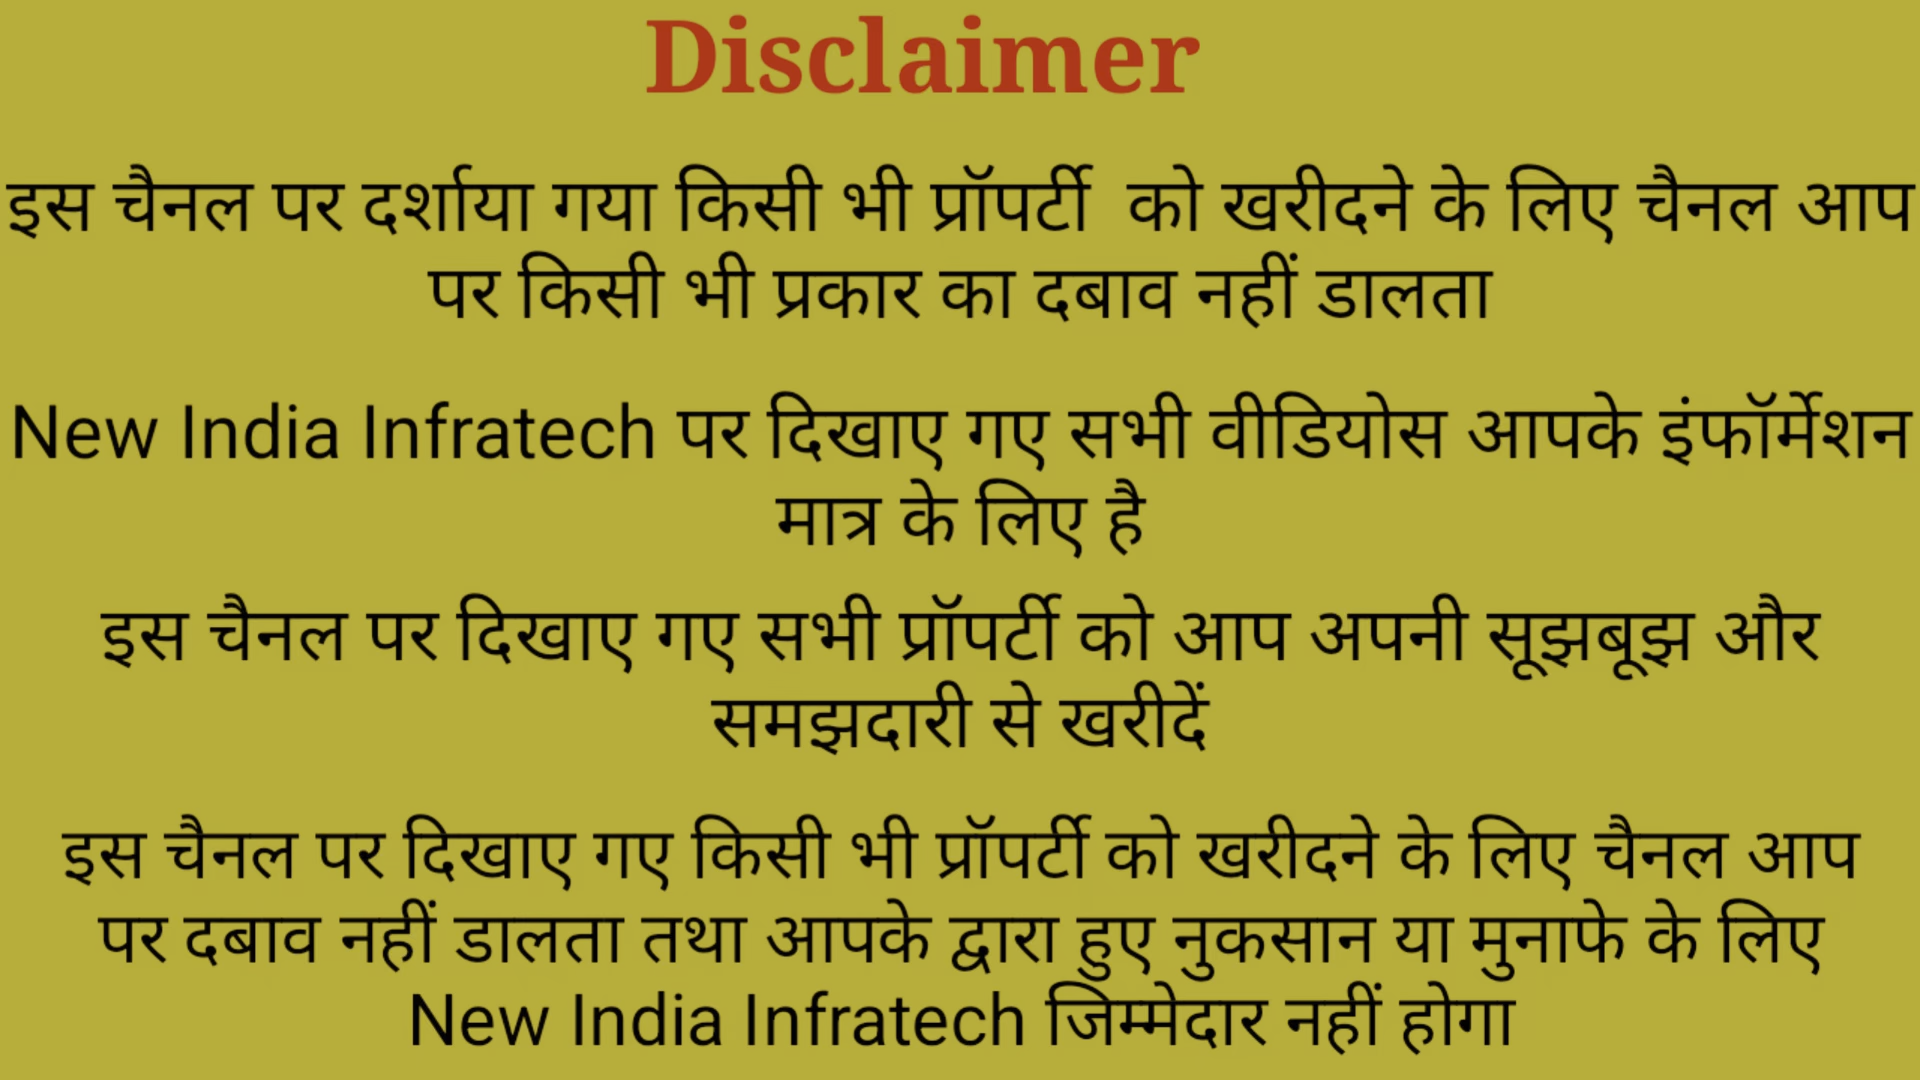 Disclaimer
इस चैनल पर दर्शाया गया किसी भी प्रॉपर्टी को खरीदने के लिए चैनल आप
पर किसी भी प्रकार का दबाव नहीं डालता
New India Infratech पर दिखाए गए सभी वीडियोस आपके इंफॉर्मेशन
मात्र के लिए है
इस चैनल पर दिखाए गए सभी प्रॉपर्टी को आप अपनी सूझबूझ और
समझदारी से खरीदें
इस चैनल पर दिखाए गए किसी भी प्रॉपर्टी को खरीदने के लिए चैनल आप
पर दबाव नहीं डालता तथा आपके द्वारा हुए नुकसान या मुनाफे के लिए
New India Infratech जिम्मेदार नहीं होगा